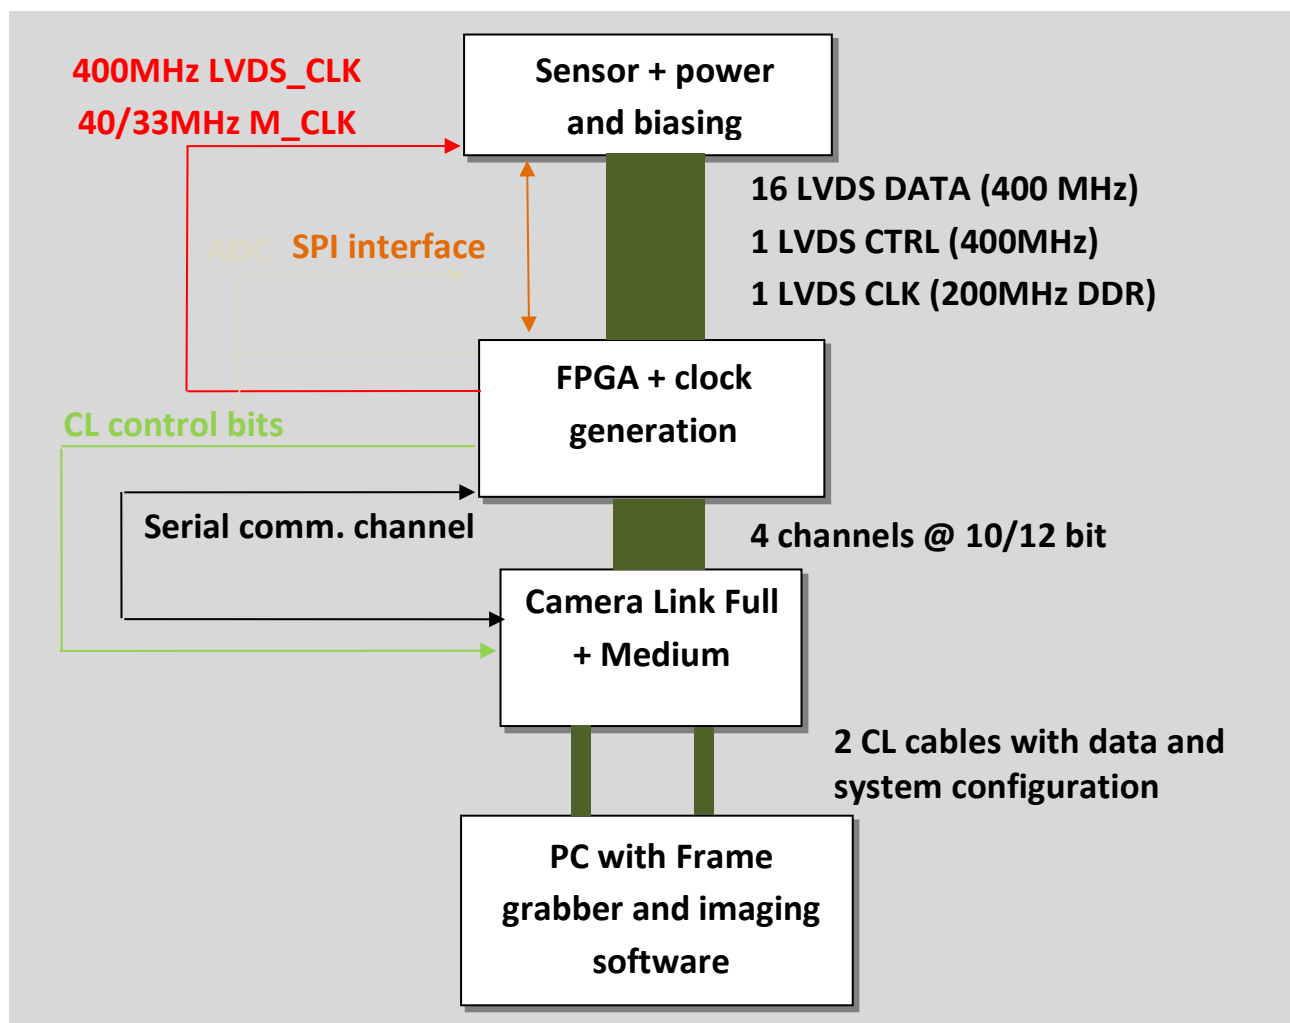 400MHz LVDS_CLK
40/33MHz M_CLK
Sensor + power
and biasing
16 LVDS DATA (400 MHz)
1 LVDS CTRL (400MHz)
1 LVDS CLK (200MHz DDR)
ADC
SPI interface
FPGA + clock
generation
CL control bits
Serial comm. channel
4 channels @ 10/12 bit
Camera Link Full
+ Medium
2 CL cables with data and
system configuration
PC with Frame
grabber and imaging
software